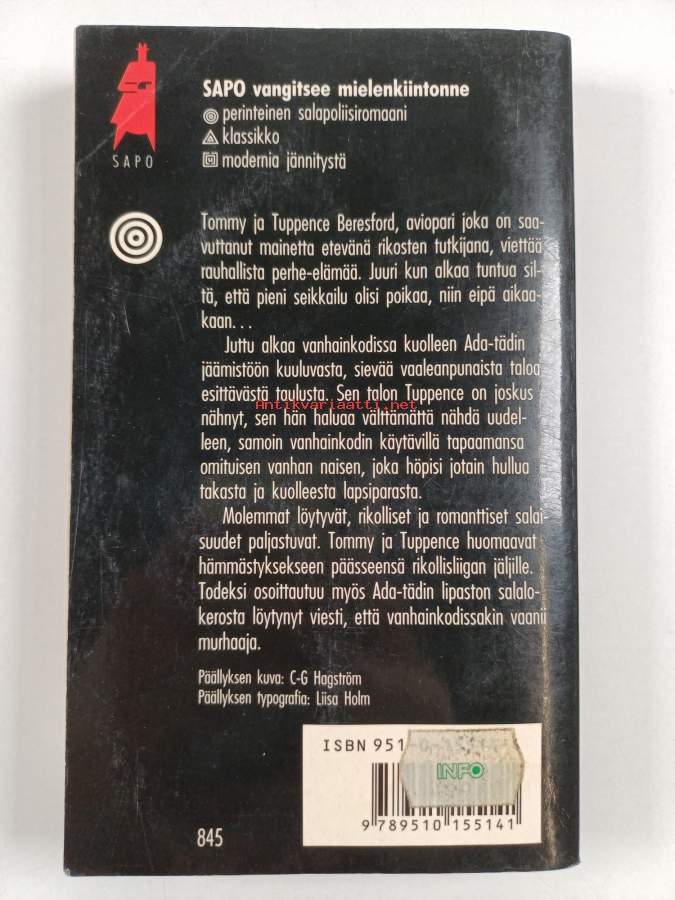 SAPO
SAPO vangitsee mielenkiintonne
perinteinen salapoliisiromaani
klassikko
modernia jännitystä
Tommy ja Tuppence Beresford, aviopari joka on saa-
vuttanut mainetta etevänä rikosten tutkijana, viettää
rauhallista perhe-elämää. Juuri kun alkaa tuntua sil-
tä, että pieni seikkailu olisi poikaa, niin eipä aikaa-
kaan...
Juttu alkaa vanhainkodissa kuolleen Ada-tädin
jäämistöön kuuluvasta, sievää vaaleanpunaista taloa
esittävästä taulusta. Sen talon Tuppence on joskus
Antikvariaatti.net
nähnyt, sen hän haluaa välttämättä nähdä uudel-
leen, samoin vanhainkodin käytävillä tapaamansa
omituisen vanhan naisen, joka höpisi jotain hullua
takasta ja kuolleesta lapsiparasta.
Molemmat löytyvät, rikolliset ja romanttiset salai-
suudet paljastuvat. Tommy ja Tuppence huomaavat
hämmästyksekseen päässeensä rikollisliigan jäljille.
Todeksi osoittautuu myös Ada-tädin lipaston salalo-
kerosta löytynyt viesti, että vanhainkodissakin vaanii
murhaaja.
Päällyksen kuva: C-G Hagström
Päällyksen typografia: Liisa Holm
ISBN 951
INFO
9 789510 155141
845